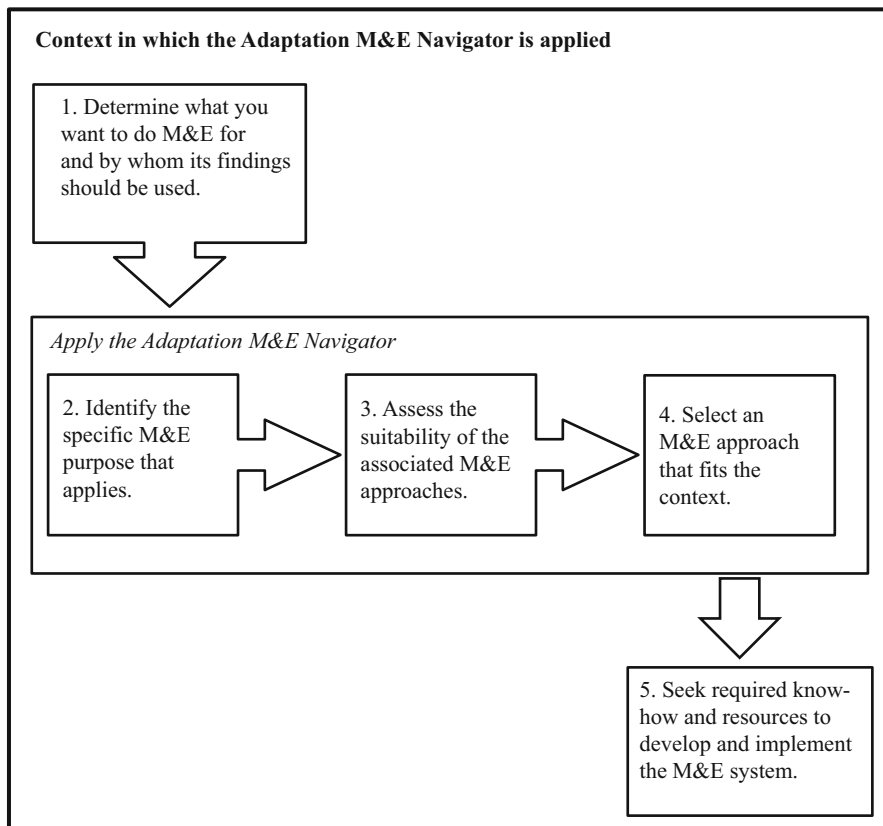 Context in which the Adaptation M&E Navigator is applied
1. Determine what you
want to do M&E for
and by whom its findings
should be used.
Apply the Adaptation M&E Navigator
2. Identify the
specific M&E
purpose that
applies.
3. Assess the
suitability of the
associated M&E
approaches.
4. Select an
M&E approach
that fits the
context.
5. Seek required know-
how and resources to
develop and implement
the M&E system.